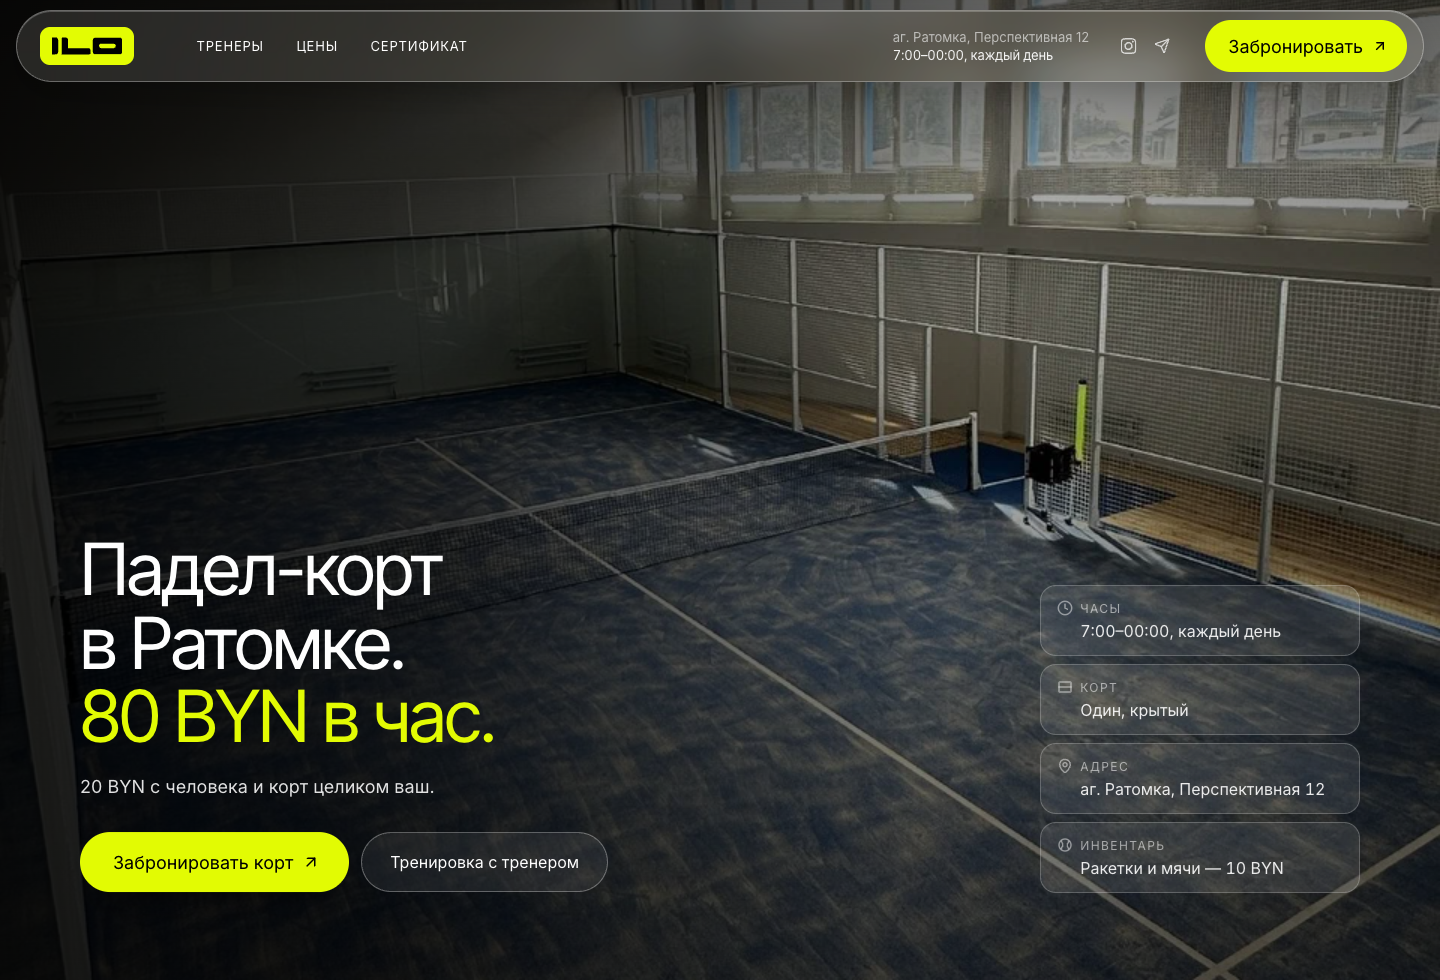 ILO
ТРЕНЕРЫ
ЦЕНЫ
СЕРТИФИКАТ
аг. Ратомка, Перспективная 12
7:00–00:00, каждый день
Забронировать
Падел-корт
в Ратомке.
80 BYN в час.
20 BYN с человека и корт целиком ваш.
Забронировать корт
Тренировка с тренером
ЧАСЫ
7:00–00:00, каждый день
КОРТ
Один, крытый
АДРЕС
аг. Ратомка, Перспективная 12
ИНВЕНТАРЬ
Ракетки и мячи — 10 BYN